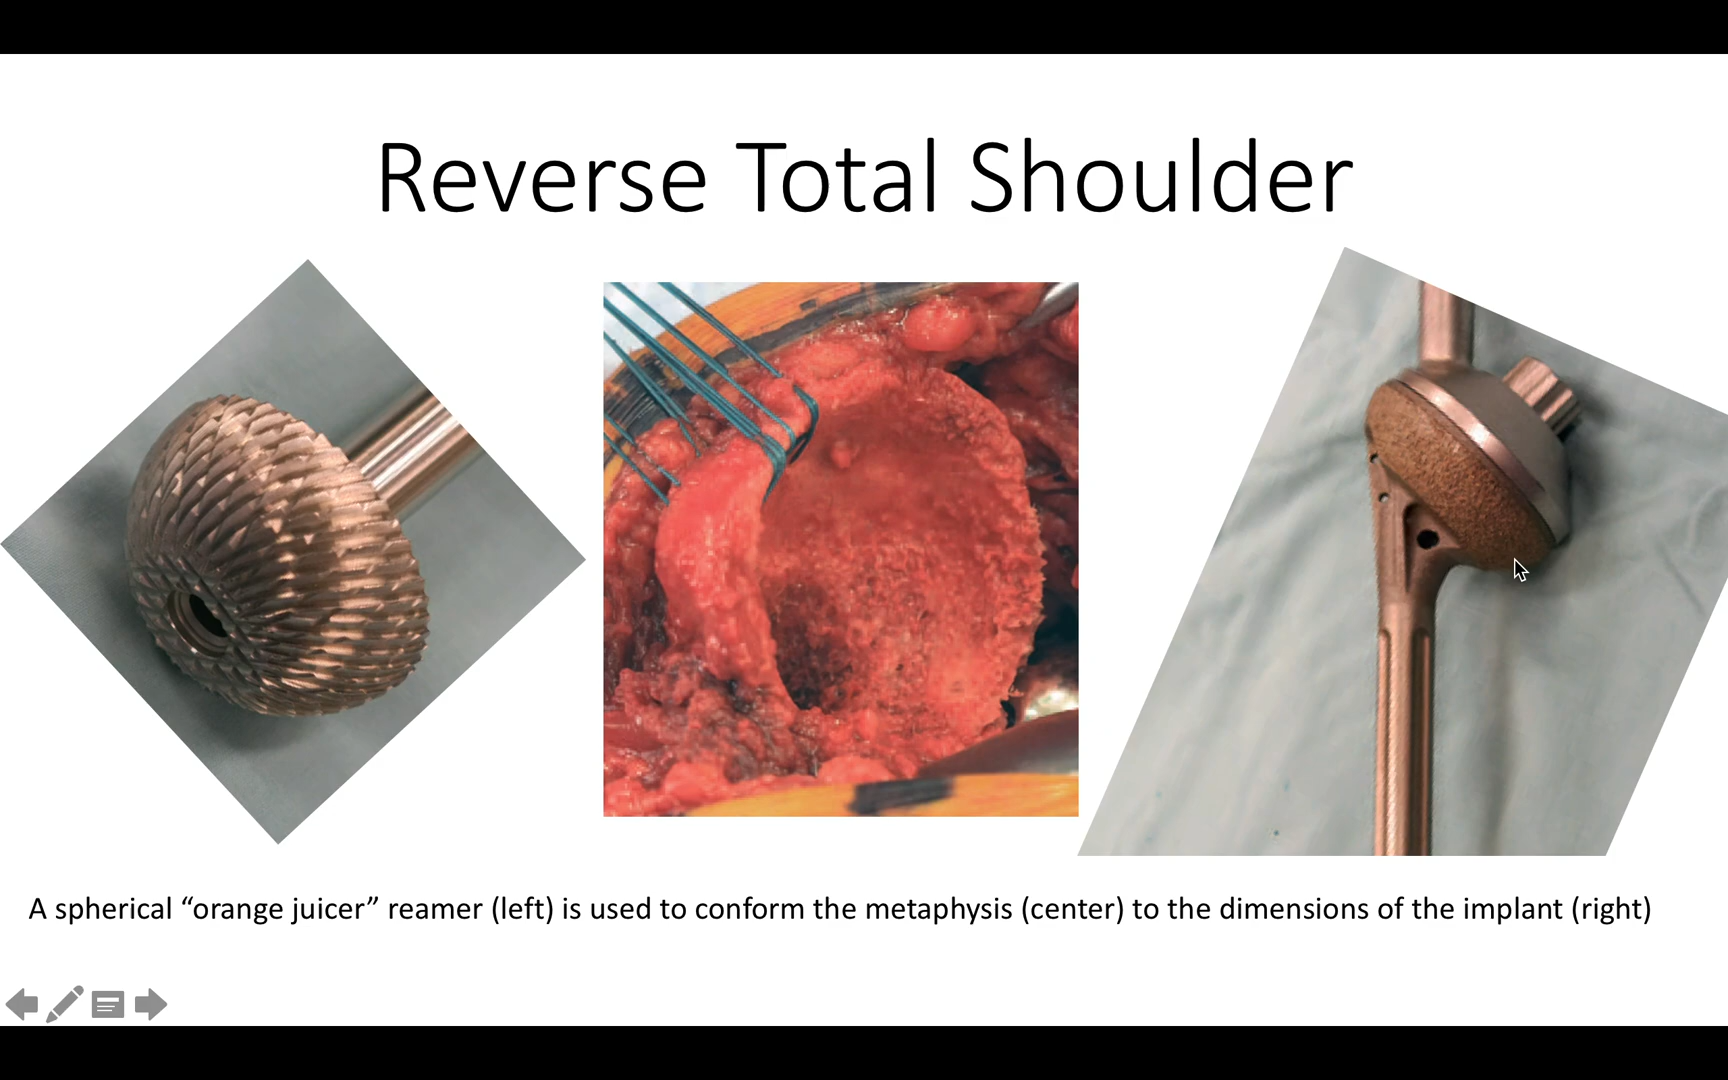 Reverse Total Shoulder
A spherical “orange juicer” reamer (left) is used to conform the metaphysis (center) to the dimensions of the implant (right)